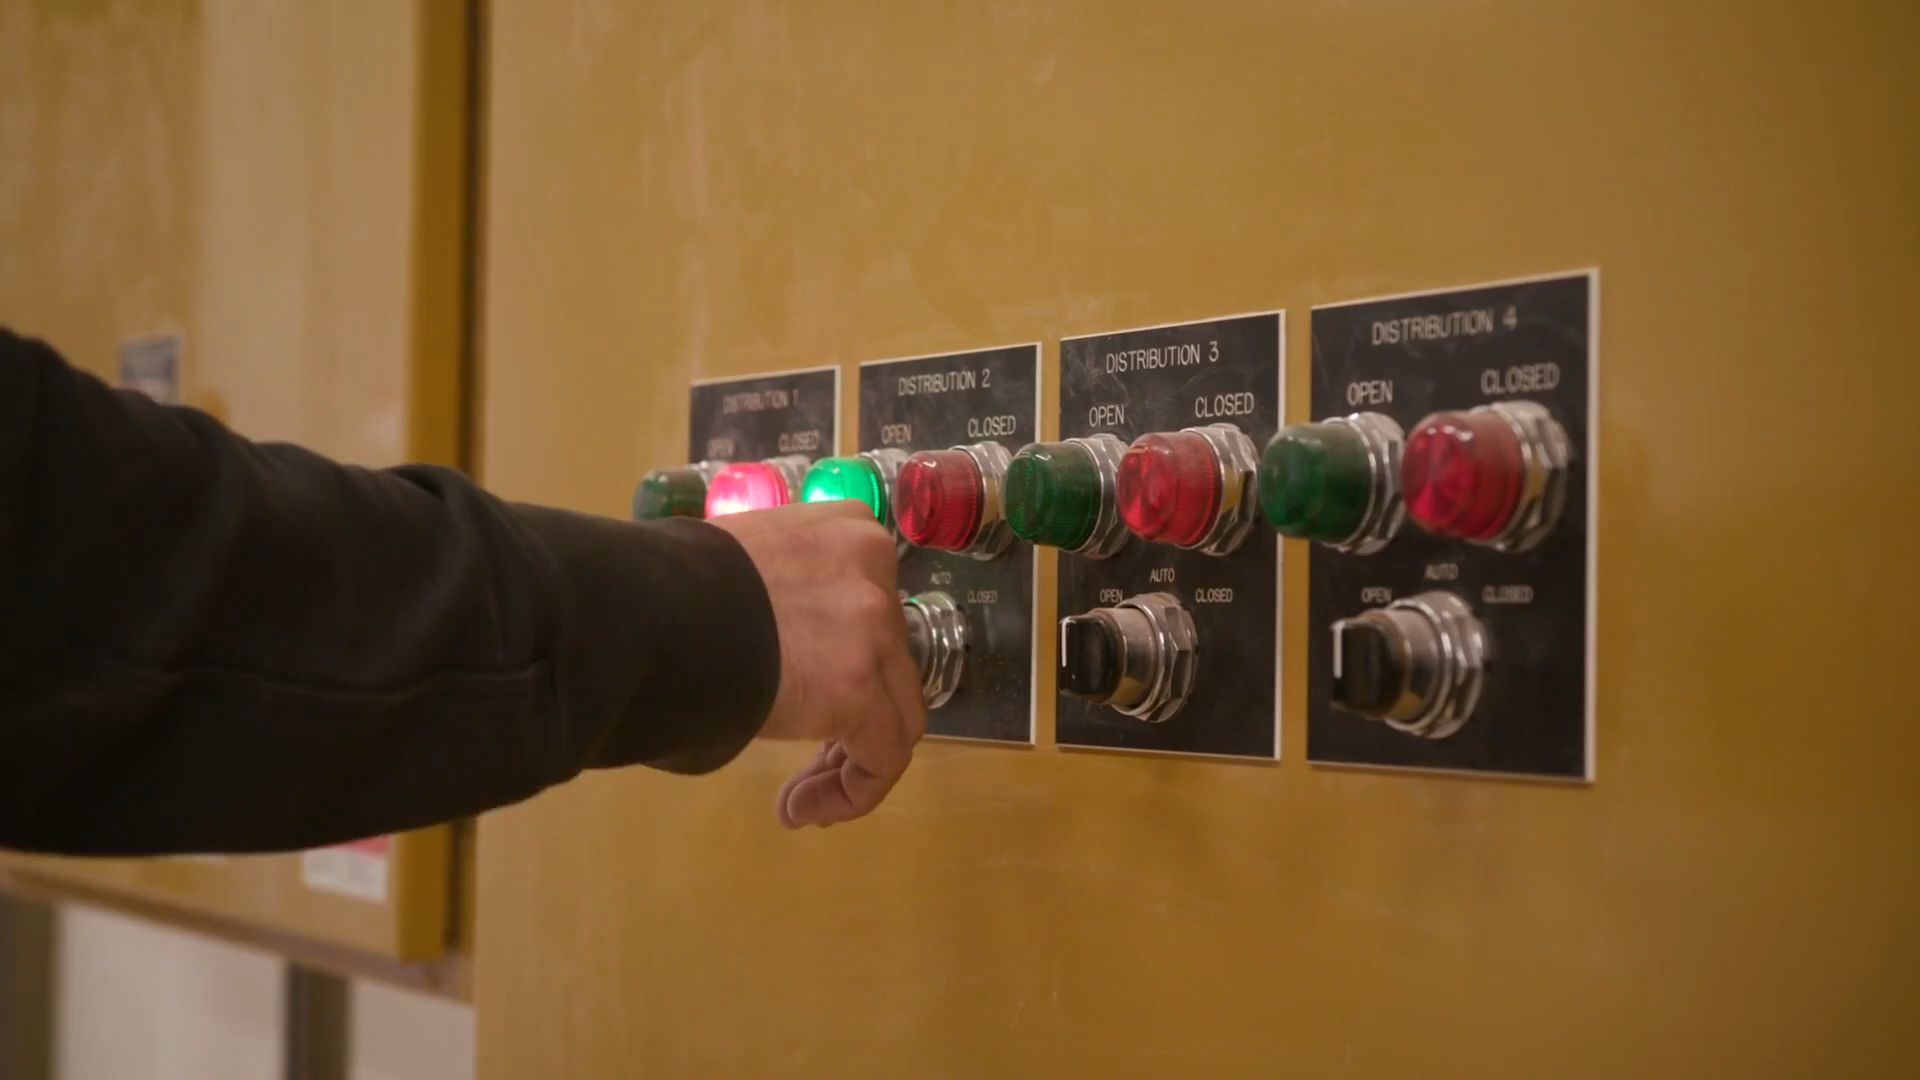 DISTRIBUTION 1
OPEN CLOSED
DISTRIBUTION 2
OPEN CLOSED
AUTO
CLOSED
DISTRIBUTION 3
OPEN CLOSED
AUTO
OPEN CLOSED
DISTRIBUTION 4
OPEN CLOSED
AUTO
OPEN CLOSED